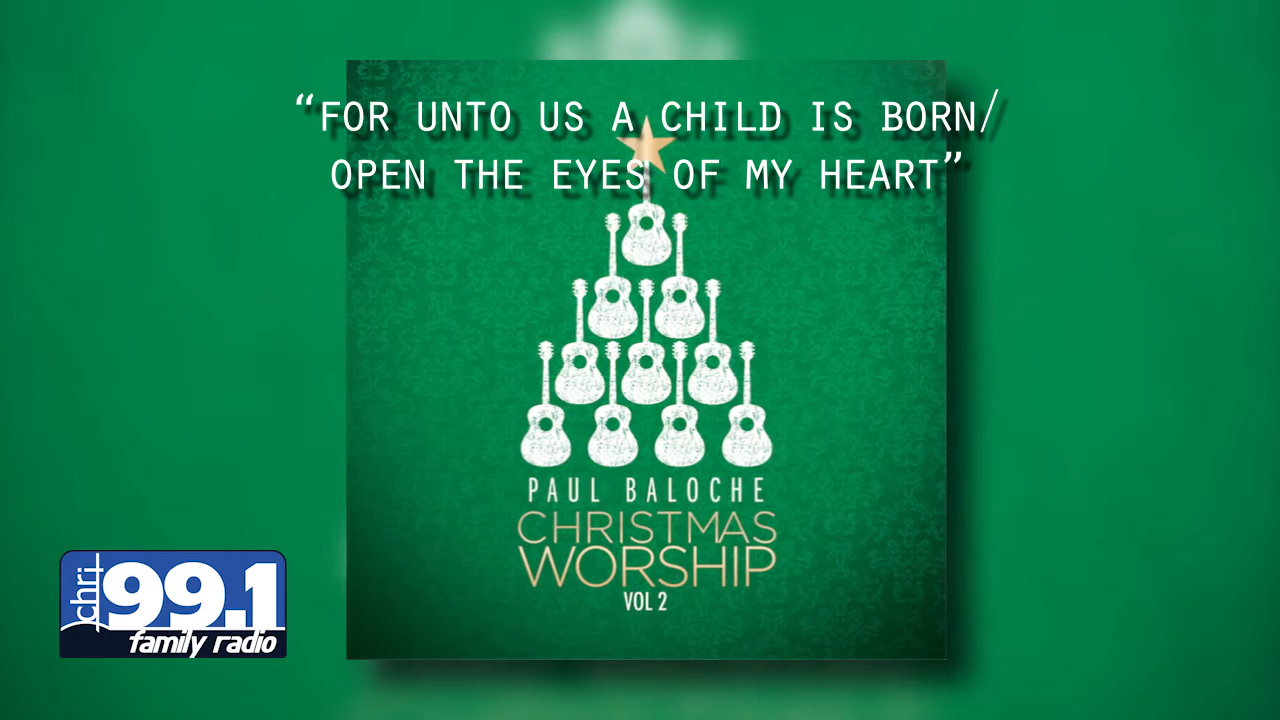 “FOR UNTO US A CHILD IS BORN/
OPEN THE EYES OF MY HEART”
PAUL BALOCHE
CHRISTMAS
WORSHIP
VOL 2
chri 99.1
family radio